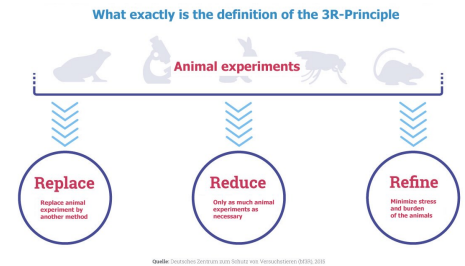 What exactly is the definition of the 3R-Principle
Animal experiments
Replace
Replace animal
experiment by
another method
Reduce
Only as much animal
experiments as
necessary
Refine
Minimize stress
and burden
of the animals
Quelle: Deutsches Zentrum zum Schutz von Versuchstieren (Bf3R), 2016